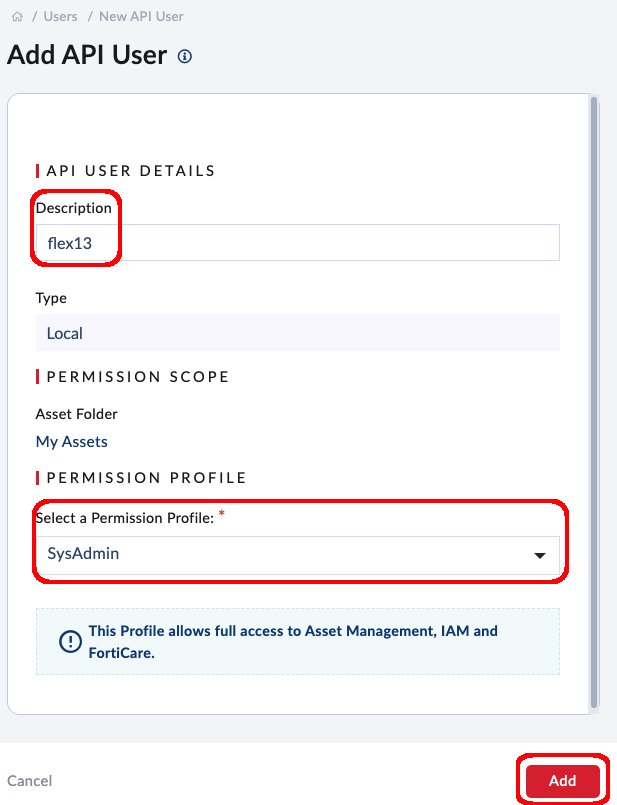 / Users / New API User
Add API User
API USER DETAILS
Description
flex13
Type
Local
PERMISSION SCOPE
Asset Folder
My Assets
PERMISSION PROFILE
Select a Permission Profile: *
SysAdmin
This Profile allows full access to Asset Management, IAM and
FortiCare.
Cancel
Add